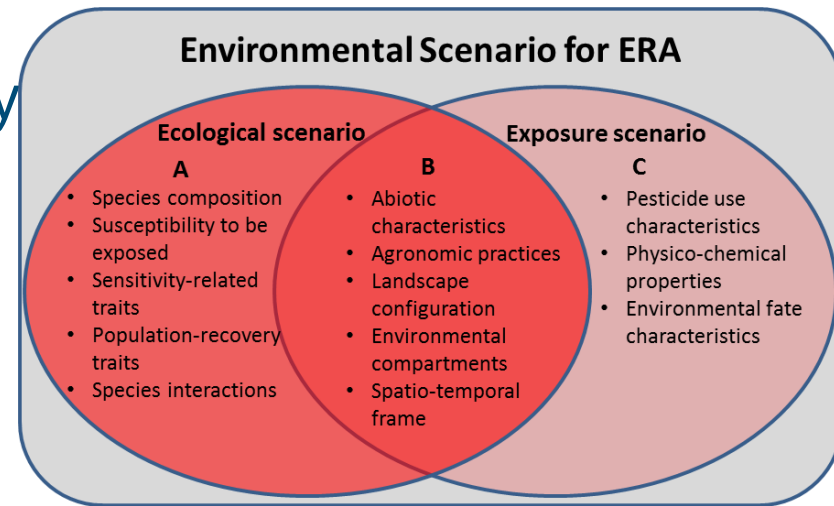 Environmental Scenario for ERA
y
Ecological scenario
A
• Species composition
• Susceptibility to be
exposed
• Sensitivity-related
traits
• Population-recovery
traits
• Species interactions
B
• Abiotic
characteristics
• Agronomic practices
• Landscape
configuration
• Environmental
compartments
• Spatio-temporal
frame
Exposure scenario
C
• Pesticide use
characteristics
• Physico-chemical
properties
• Environmental fate
characteristics